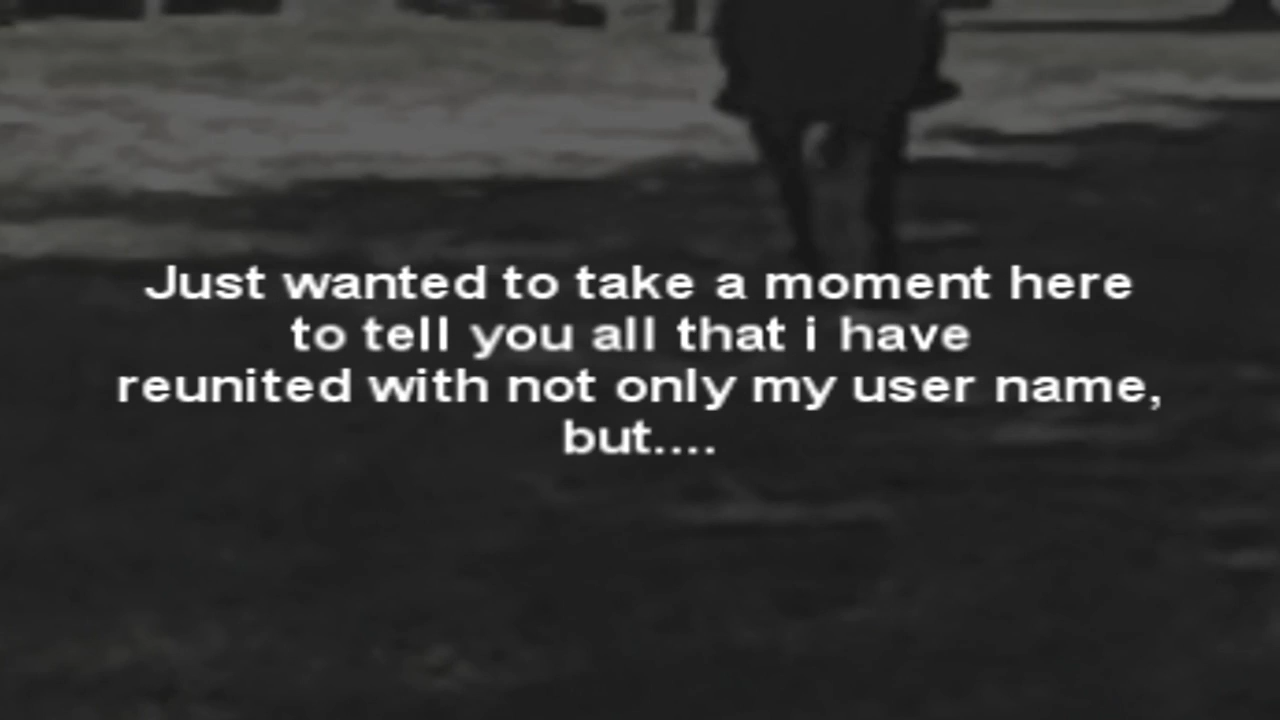 Just wanted to take a moment here
to tell you all that i have
reunited with not only my user name,
but....